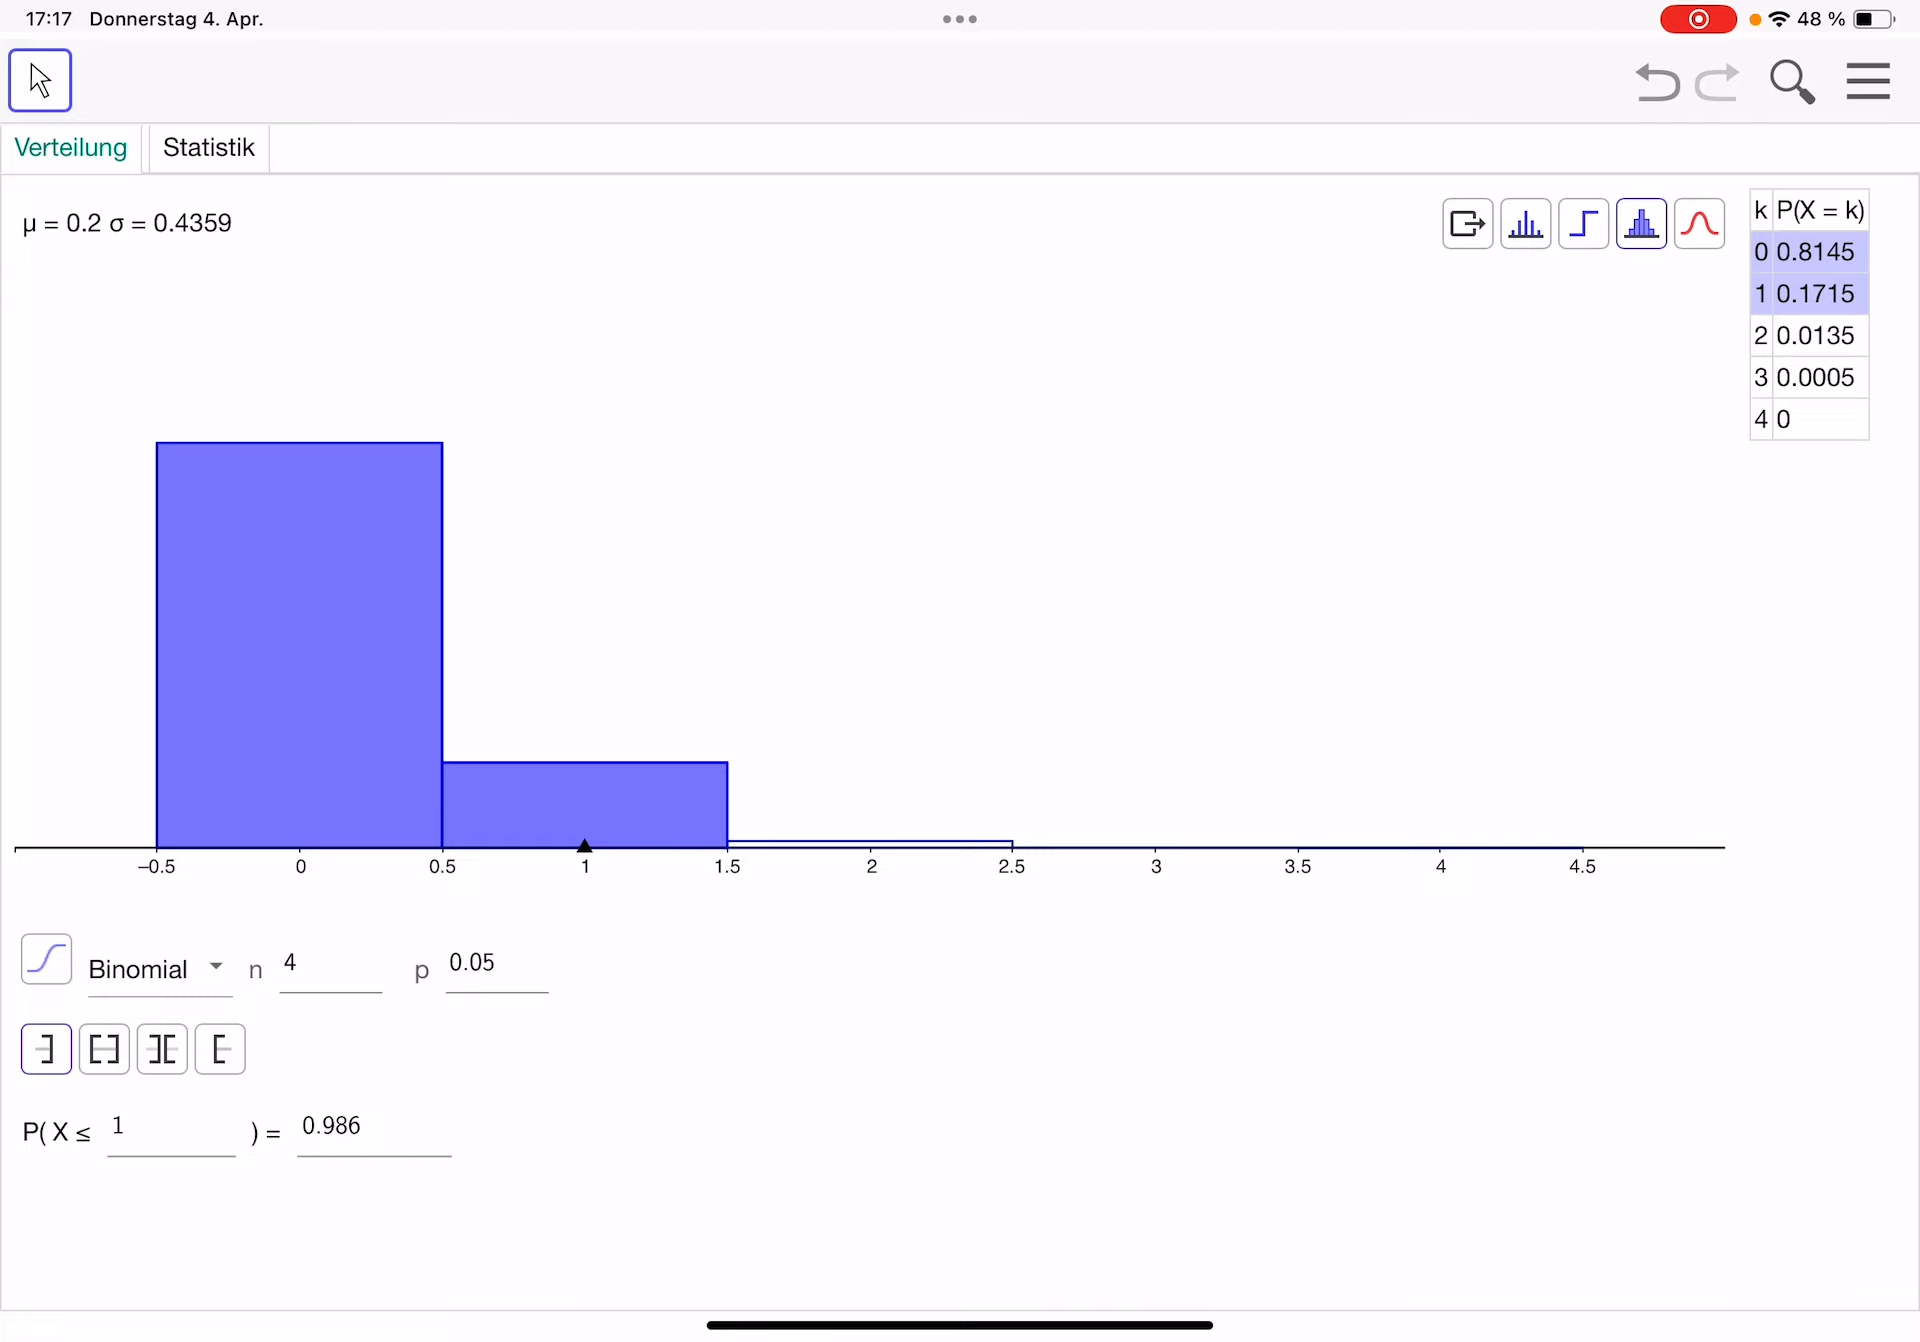 17:17 Donnerstag 4. Apr.
48 %
Verteilung
Statistik
μ = 0.2 σ = 0.4359
k P(X = k)
0 0.8145
1 0.1715
2 0.0135
3 0.0005
4 0
−0.5 0 0.5 1 1.5 2 2.5 3 3.5 4 4.5
Binomial n 4 p 0.05
P( X ≤ 1 ) = 0.986